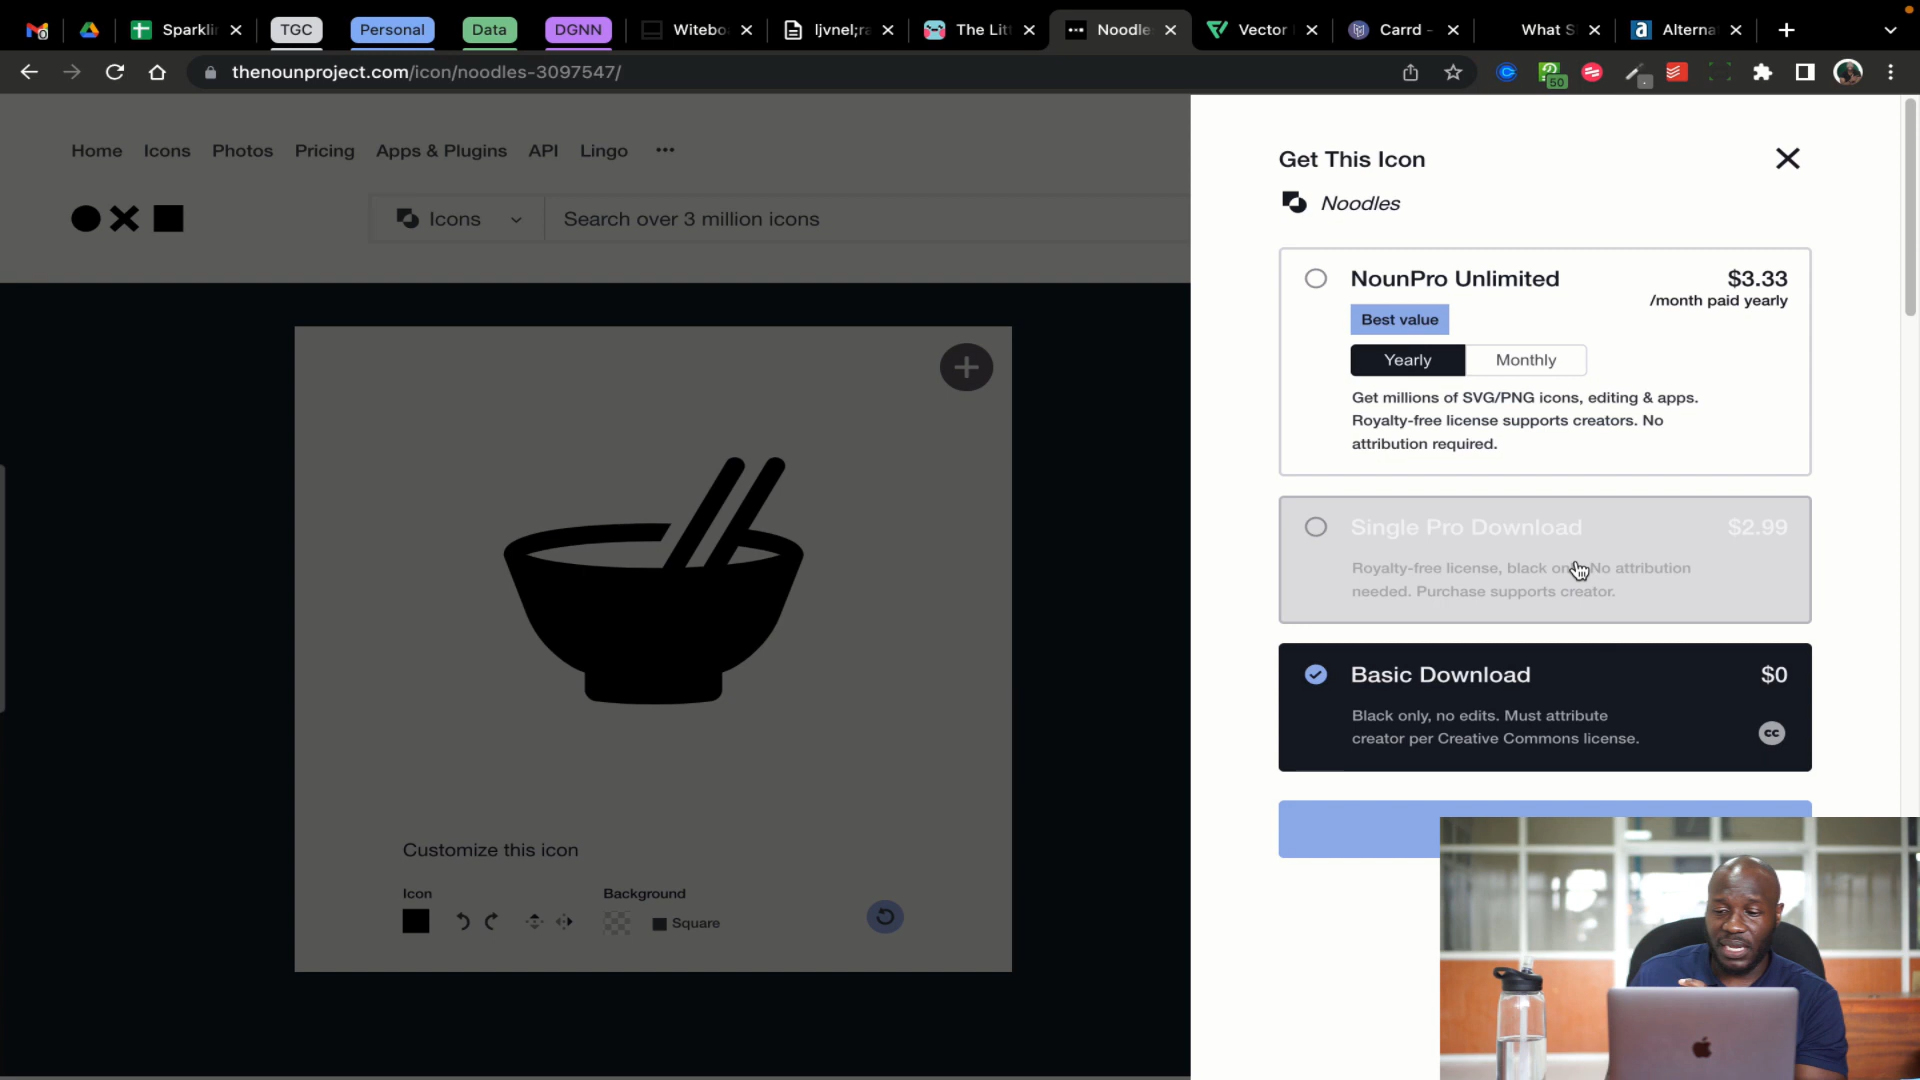 Sparkli
TGC
Personal
Data
DGNN
Witebo
ljvnel;ra
The Litt
Noodle
Vector
Carrd -
What S
Alterna
thenounproject.com/icon/noodles-3097547/
50
Home Icons Photos Pricing Apps & Plugins API Lingo ...
Icons
Search over 3 million icons
Customize this icon
Icon
Background
Square
Get This Icon
Noodles
NounPro Unlimited
$3.33
/month paid yearly
Best value
Yearly
Monthly
Get millions of SVG/PNG icons, editing & apps.
Royalty-free license supports creators. No
attribution required.
Single Pro Download
$2.99
Royalty-free license, black on No attribution
needed. Purchase supports creator.
Basic Download
$0
Black only, no edits. Must attribute
creator per Creative Commons license.
cc